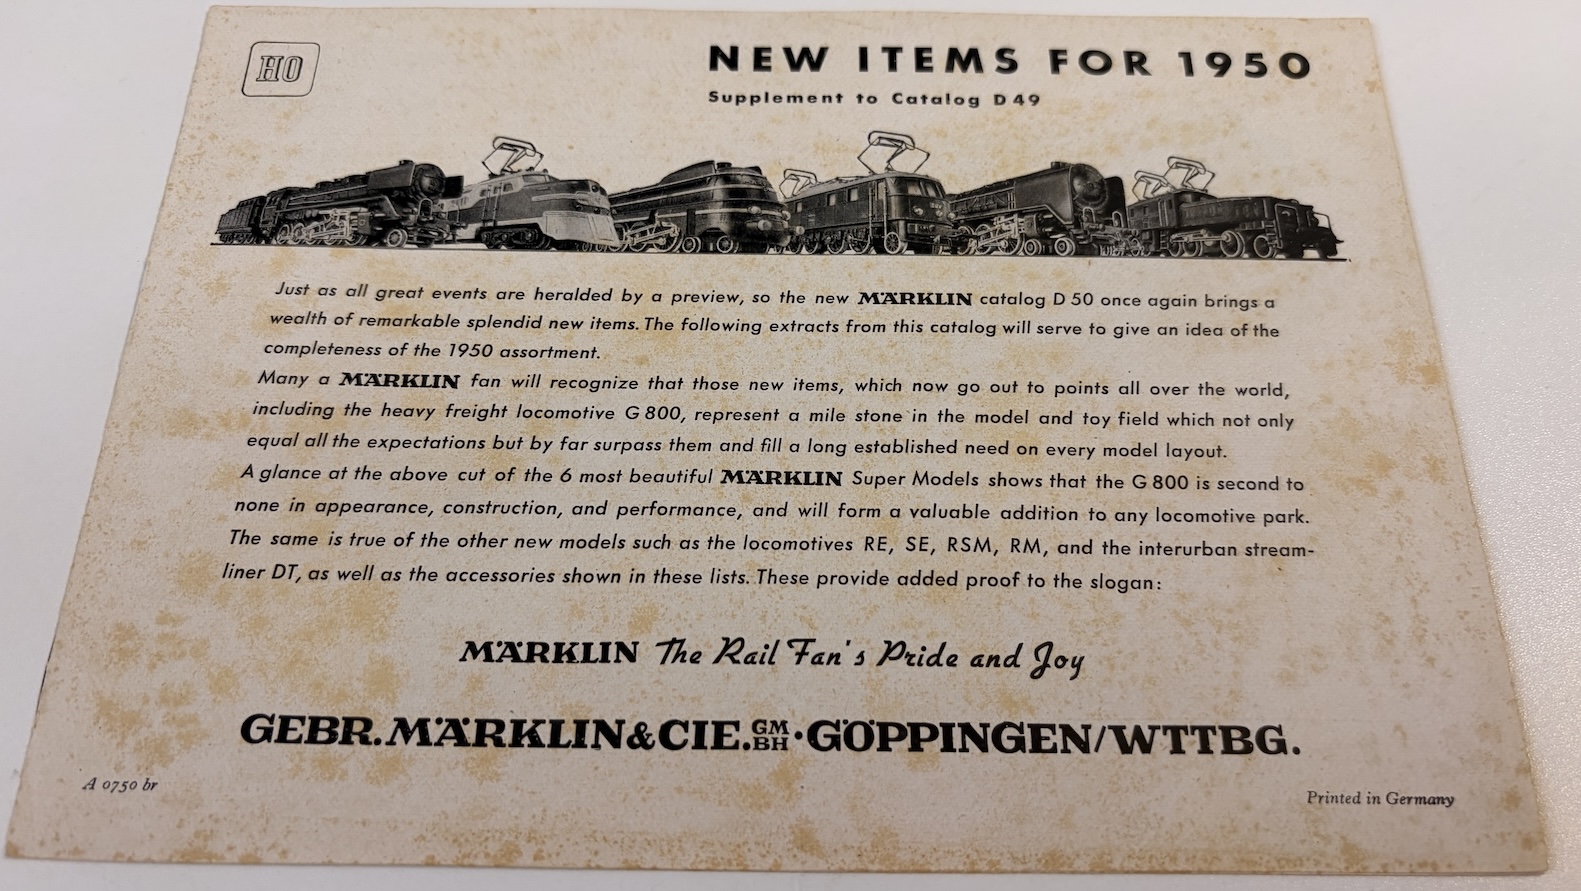 HO
NEW ITEMS FOR 1950
Supplement to Catalog D 49
Just as all great events are heralded by a preview, so the new MÄRKLIN catalog D 50 once again brings a
wealth of remarkable splendid new items. The following extracts from this catalog will serve to give an idea of the
completeness of the 1950 assortment.
Many a MÄRKLIN fan will recognize that those new items, which now go out to points all over the world,
including the heavy freight locomotive G 800, represent a mile stone in the model and toy field which not only
equal all the expectations but by far surpass them and fill a long established need on every model layout.
A glance at the above cut of the 6 most beautiful MÄRKLIN Super Models shows that the G 800 is second to
none in appearance, construction, and performance, and will form a valuable addition to any locomotive park.
The same is true of the other new models such as the locomotives RE, SE, RSM, RM, and the interurban stream-
liner DT, as well as the accessories shown in these lists. These provide added proof to the slogan:
MÄRKLIN The Rail Fan's Pride and Joy
GEBR. MÄRKLIN & CIE. GMBH · GÖPPINGEN/WTTBG.
A 0750 br
Printed in Germany